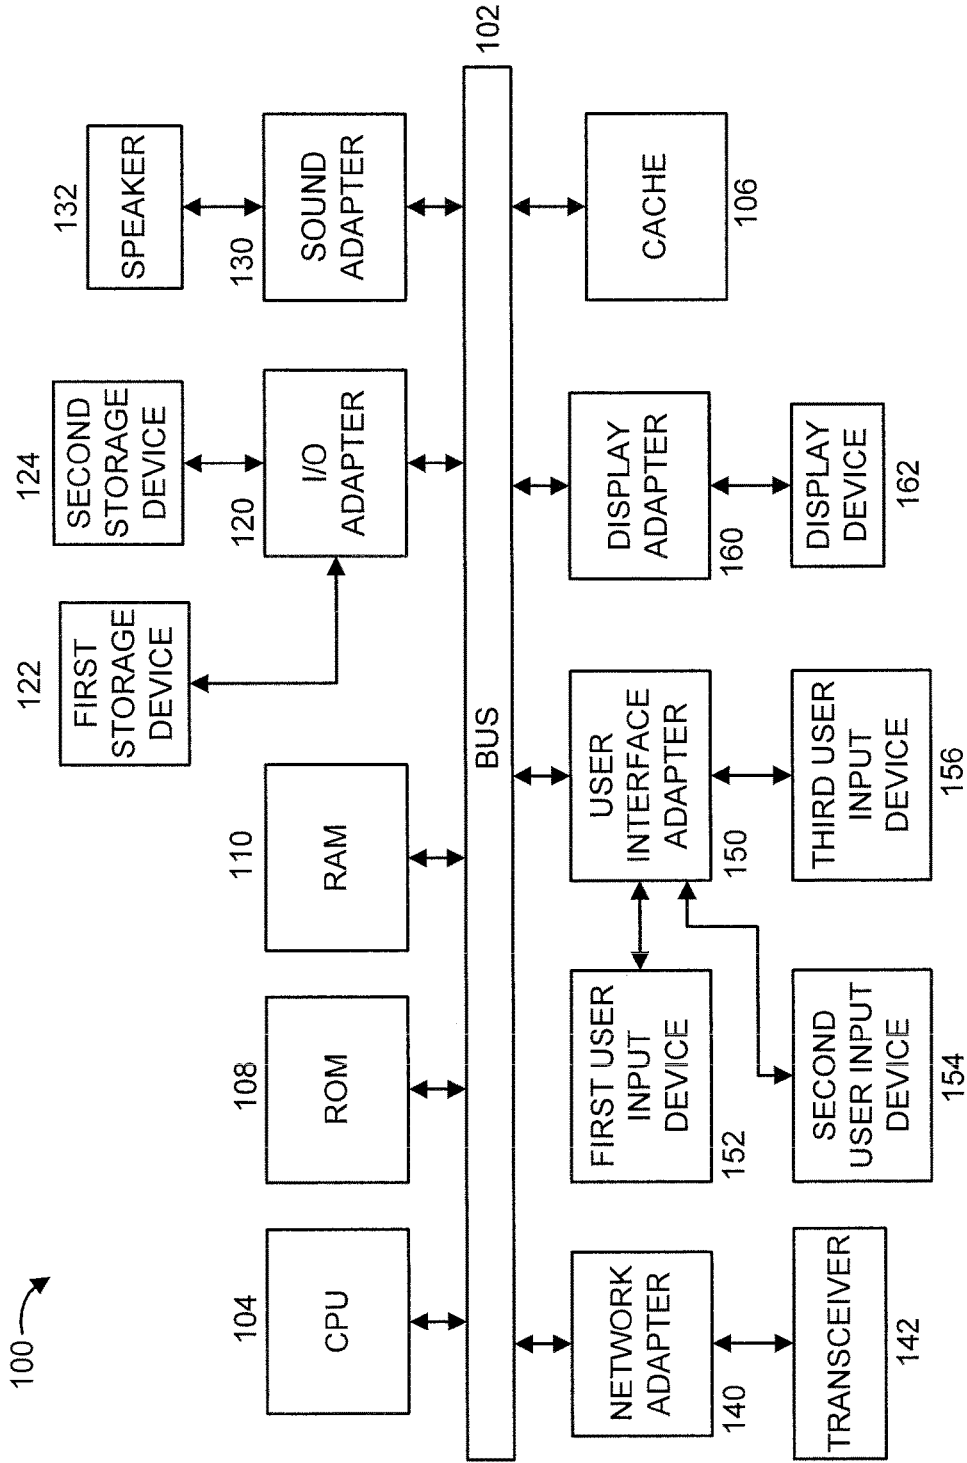 100
104
CPU
108
ROM
110
RAM
122
FIRST
STORAGE
DEVICE
124
SECOND
STORAGE
DEVICE
120
I/O
ADAPTER
132
SPEAKER
130
SOUND
ADAPTER
BUS
102
NETWORK
ADAPTER
140
TRANSCEIVER
142
FIRST USER
INPUT
DEVICE
152
SECOND
USER INPUT
DEVICE
154
USER
INTERFACE
ADAPTER
150
THIRD USER
INPUT
DEVICE
156
DISPLAY
ADAPTER
160
DISPLAY
DEVICE
162
CACHE
106